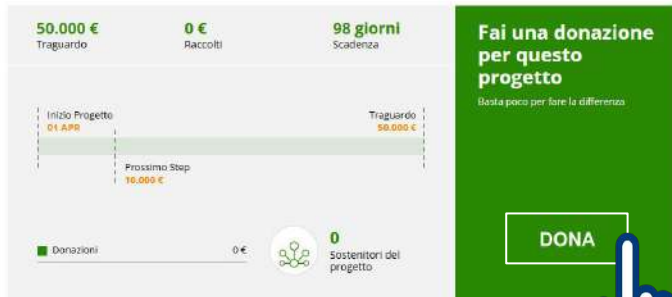 50.000 €
Traguardo
0 €
Raccolti
98 giorni
Scadenza
Inizio Progetto
01 APR
Traguardo
50.000 €
Prossimo Step
10.000 €
Donazioni
0 €
0
Sostenitori del
progetto
Fai una donazione
per questo
progetto
Basta poco per fare la differenza
DONA